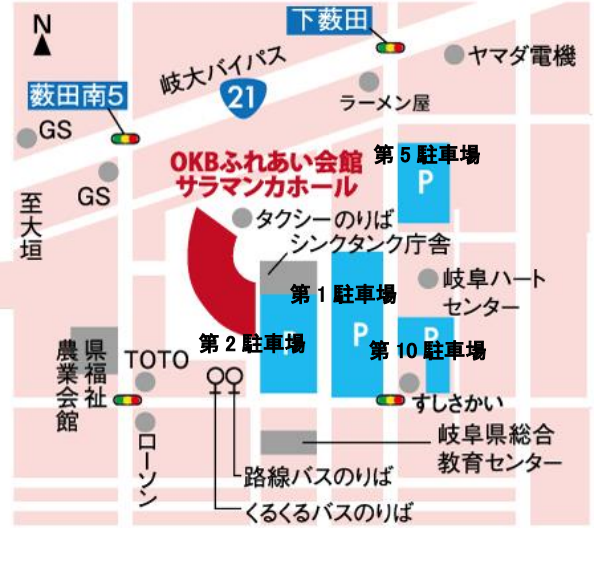 N
下薮田
岐大バイパス
21
ヤマダ電機
薮田南5
ラーメン屋
GS
OKBふれあい会館
サラマンカホール
第5駐車場
P
GS
至大垣
タクシーのりば
シンクタンク庁舎
岐阜ハート
センター
第1駐車場
P
第2駐車場
P
第10駐車場
P
県福祉
農業会館
TOTO
すしさかい
ローソン
岐阜県総合
教育センター
路線バスのりば
くるくるバスのりば